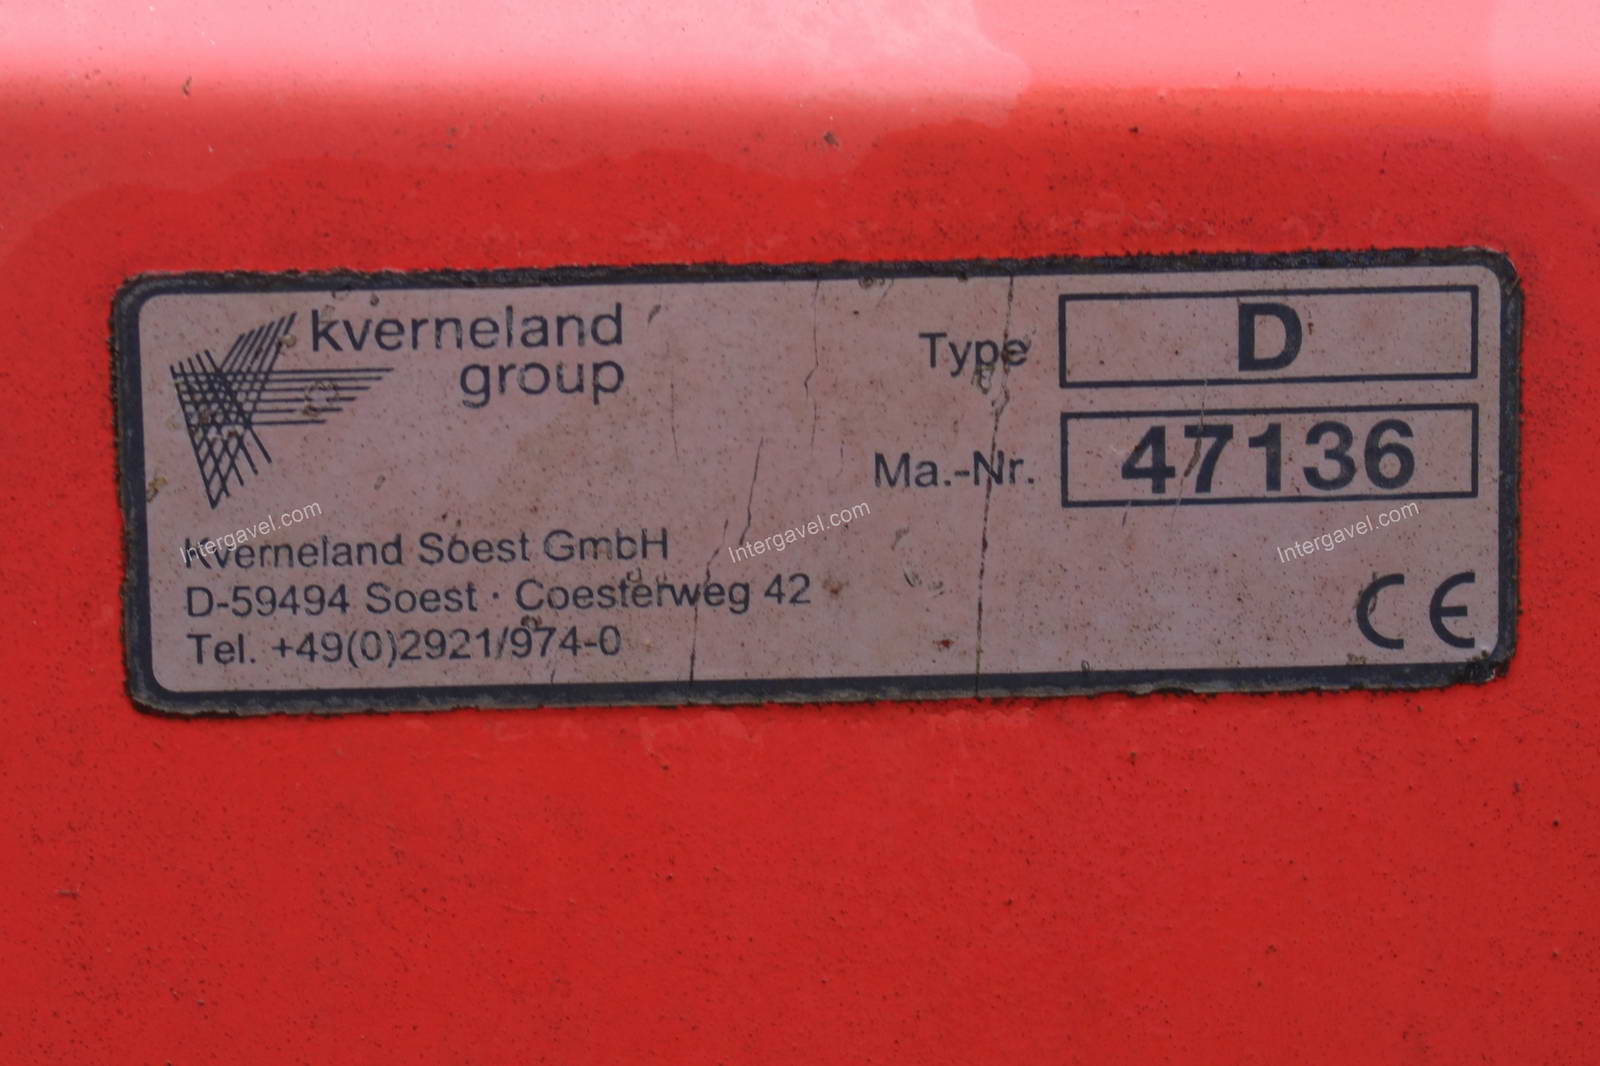 kverneland
group
Type D
Ma.-Nr. 47136
Kverneland Soest GmbH
D-59494 Soest · Coesterweg 42
Tel. +49(0)2921/974-0
CE
Intergavel.com
Intergavel.com
Intergavel.com